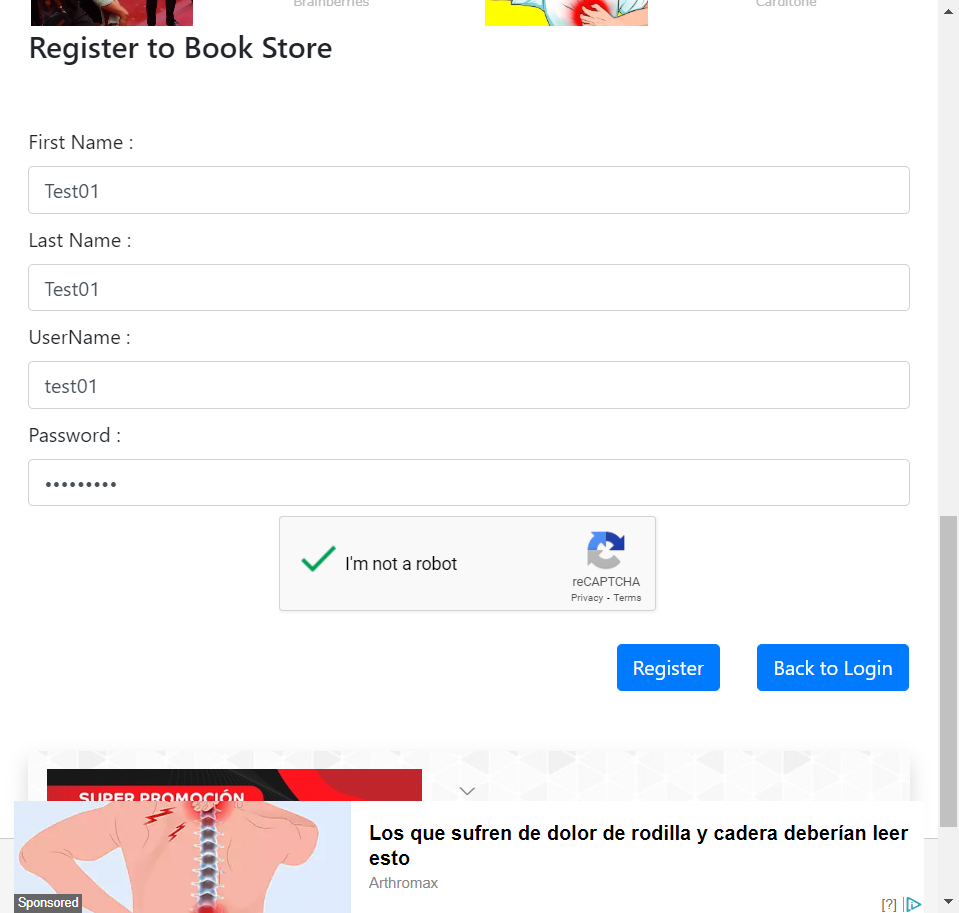 Brainberries
Carditone
Register to Book Store
First Name :
Test01
Last Name :
Test01
UserName :
test01
Password :
•••••••••
I'm not a robot
reCAPTCHA
Privacy - Terms
Register
Back to Login
SUPER PROMOCIÓN
Los que sufren de dolor de rodilla y cadera deberían leer
esto
Arthromax
Sponsored
[?]